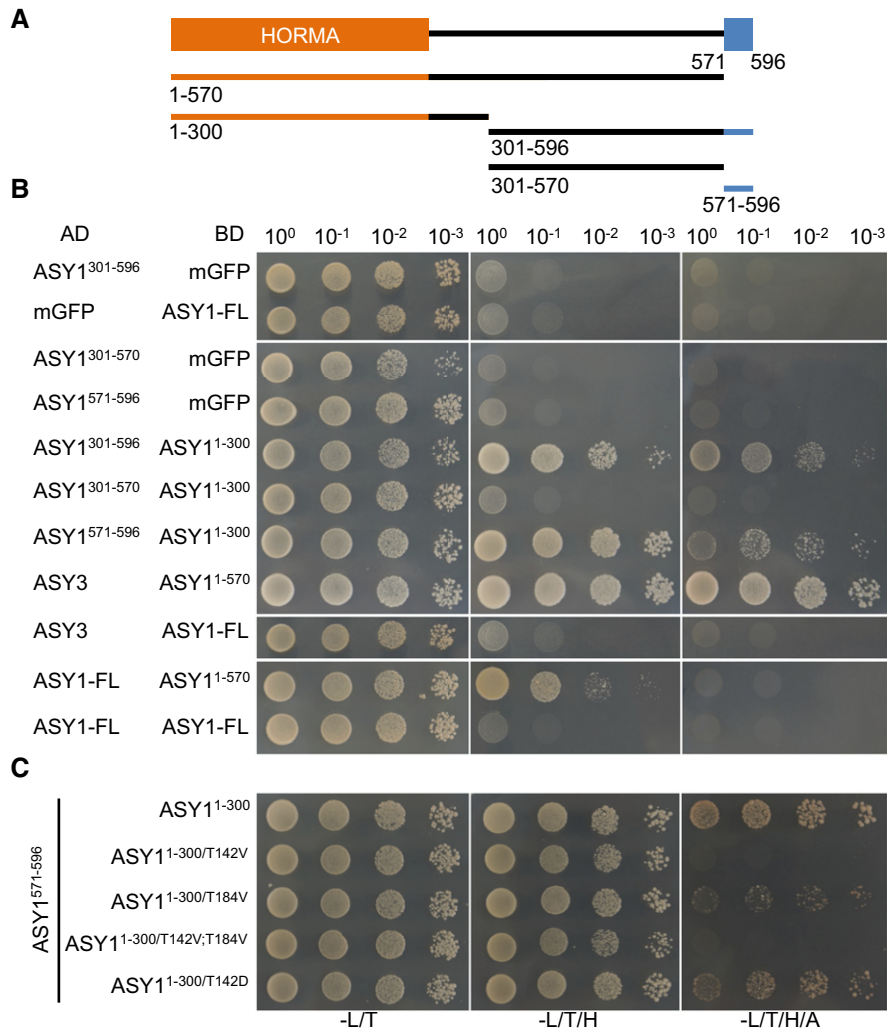 A
HORMA
571 596
1-570
1-300
301-596
301-570
571-596
B
AD BD 10⁰ 10⁻¹ 10⁻² 10⁻³ 10⁰ 10⁻¹ 10⁻² 10⁻³ 10⁰ 10⁻¹ 10⁻² 10⁻³
ASY1³⁰¹⁻⁵⁹⁶ mGFP
mGFP ASY1-FL
ASY1³⁰¹⁻⁵⁷⁰ mGFP
ASY1⁵⁷¹⁻⁵⁹⁶ mGFP
ASY1³⁰¹⁻⁵⁹⁶ ASY1¹⁻³⁰⁰
ASY1³⁰¹⁻⁵⁷⁰ ASY1¹⁻³⁰⁰
ASY1⁵⁷¹⁻⁵⁹⁶ ASY1¹⁻³⁰⁰
ASY3 ASY1¹⁻⁵⁷⁰
ASY3 ASY1-FL
ASY1-FL ASY1¹⁻⁵⁷⁰
ASY1-FL ASY1-FL
C
ASY1⁵⁷¹⁻⁵⁹⁶
ASY1¹⁻³⁰⁰
ASY1¹⁻³⁰⁰/T142V
ASY1¹⁻³⁰⁰/T184V
ASY1¹⁻³⁰⁰/T142V;T184V
ASY1¹⁻³⁰⁰/T142D
-L/T -L/T/H -L/T/H/A